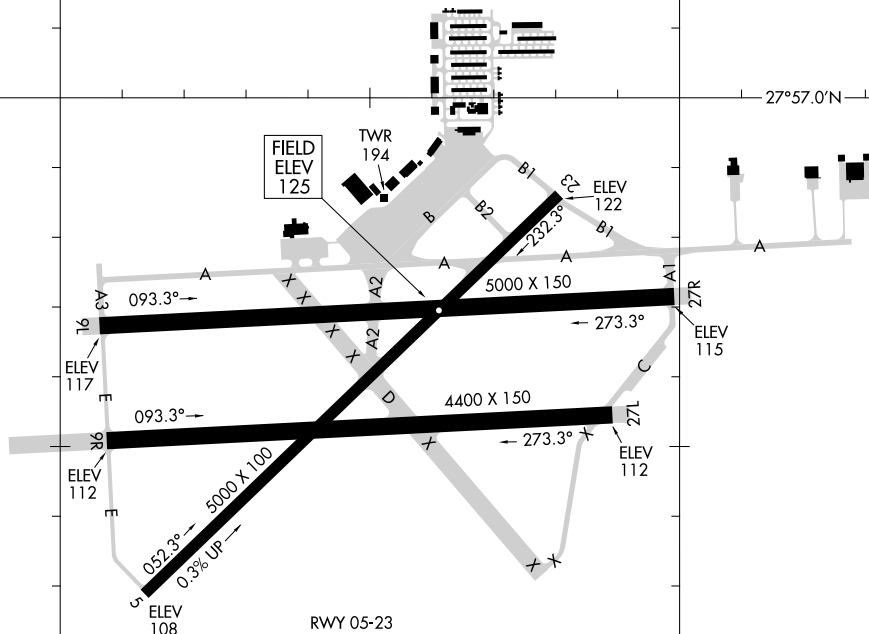 27°57.0'N
FIELD
ELEV
125
TWR
194
B1
23
ELEV
122
B
B2
232.3°
B1
A
A
A
A
A3
093.3°
A2
5000 X 150
A1
27R
9L
A2
273.3°
ELEV
115
ELEV
117
X
X
X
X
C
E
D
093.3°
4400 X 150
27L
9R
X
273.3°
X
ELEV
112
ELEV
112
5000 X 100
E
052.3°
0.3% UP
X
X
5
ELEV
108
RWY 05-23